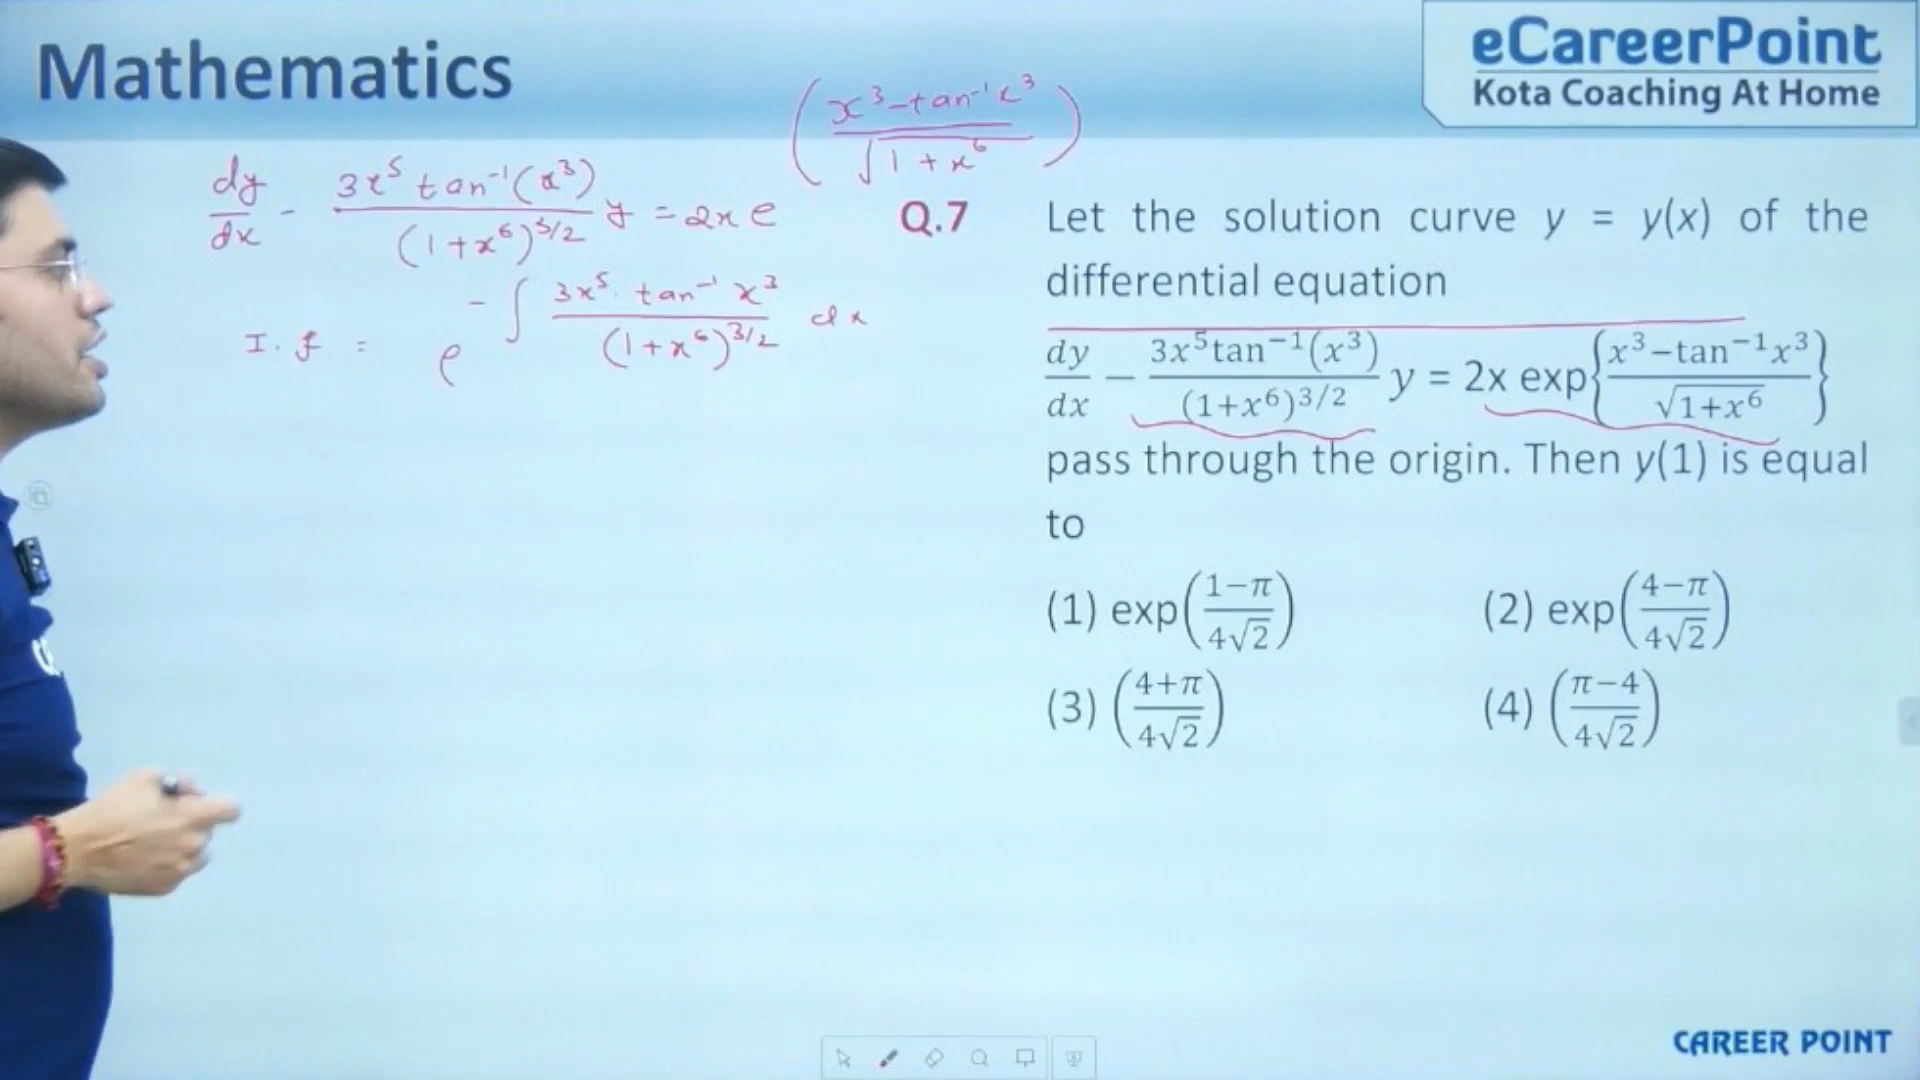 Mathematics
eCareerPoint
Kota Coaching At Home
(x³ - tan⁻¹x³ / √(1+x⁶))
dy/dx - 3x⁵ tan⁻¹(x³) / (1+x⁶)^(3/2) y = 2x e
I.f = e^(-∫ 3x⁵. tan⁻¹ x³ / (1+x⁶)^(3/2) dx
Q.7 Let the solution curve y = y(x) of the
differential equation
dy/dx − 3x⁵tan⁻¹(x³) / (1+x⁶)^(3/2) y = 2x exp{x³−tan⁻¹x³ / √(1+x⁶)}
pass through the origin. Then y(1) is equal
to
(1) exp(1−π / 4√2) (2) exp(4−π / 4√2)
(3) (4+π / 4√2) (4) (π−4 / 4√2)
CAREER POINT